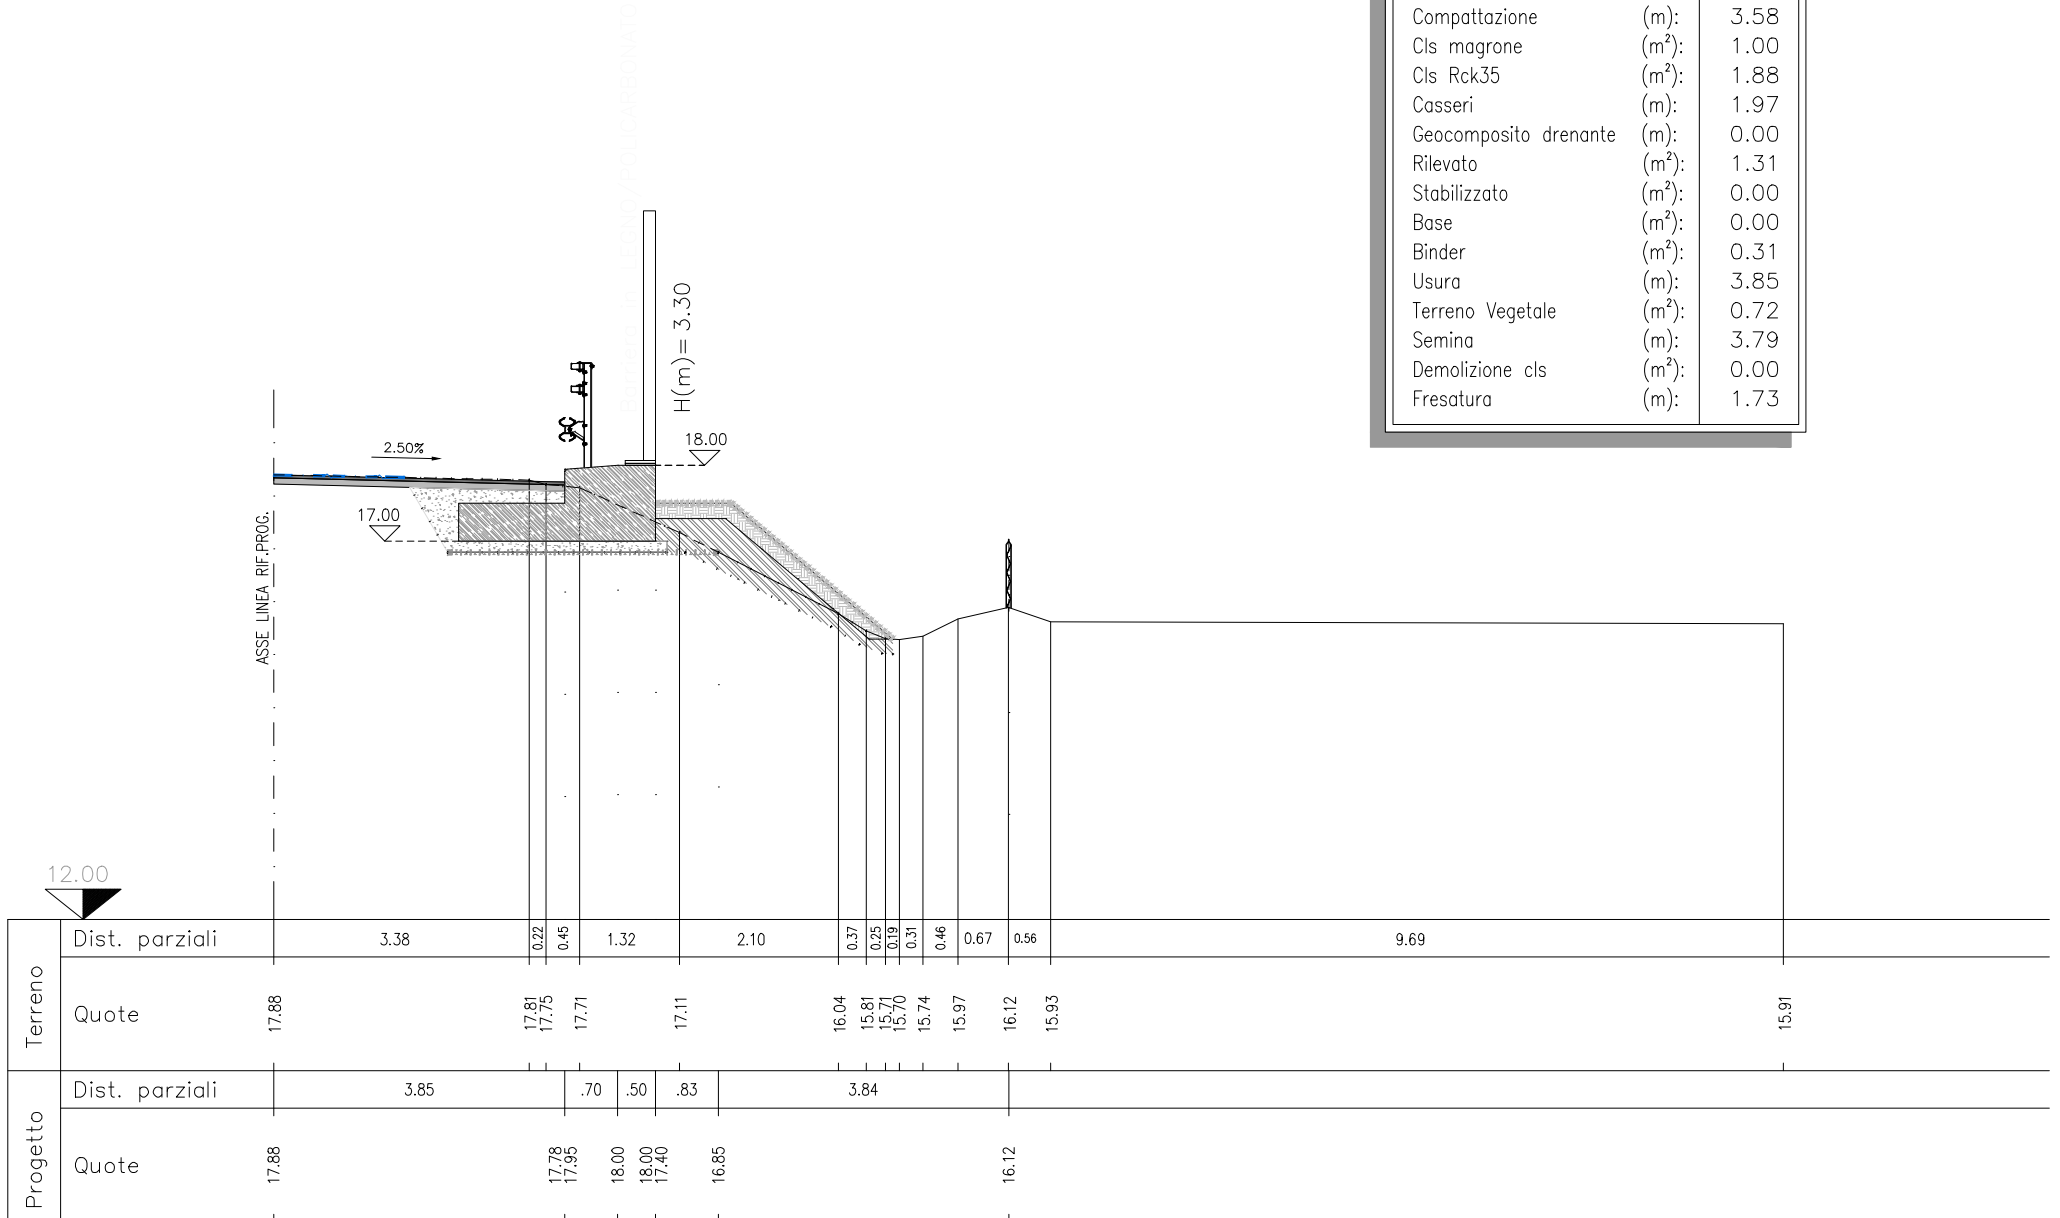 Compattazione (m): 3.58
Cls magrone (m²): 1.00
Cls Rck35 (m²): 1.88
Casseri (m): 1.97
Geocomposito drenante (m): 0.00
Rilevato (m²): 1.31
Stabilizzato (m²): 0.00
Base (m²): 0.00
Binder (m²): 0.31
Usura (m): 3.85
Terreno Vegetale (m²): 0.72
Semina (m): 3.79
Demolizione cls (m²): 0.00
Fresatura (m): 1.73
H(m)= 3.30
2.50%
18.00
17.00
ASSE LINEA RIF.PROG.
12.00
Terreno
Dist. parziali 3.38 0.22 0.45 1.32 2.10 0.37 0.25 0.19 0.31 0.46 0.67 0.56 9.69
Quote 17.88 17.81 17.75 17.71 17.11 16.04 15.81 15.71 15.70 15.74 15.97 16.12 15.93 15.91
Progetto
Dist. parziali 3.85 .70 .50 .83 3.84
Quote 17.88 17.78 17.95 18.00 18.00 17.40 16.85 16.12